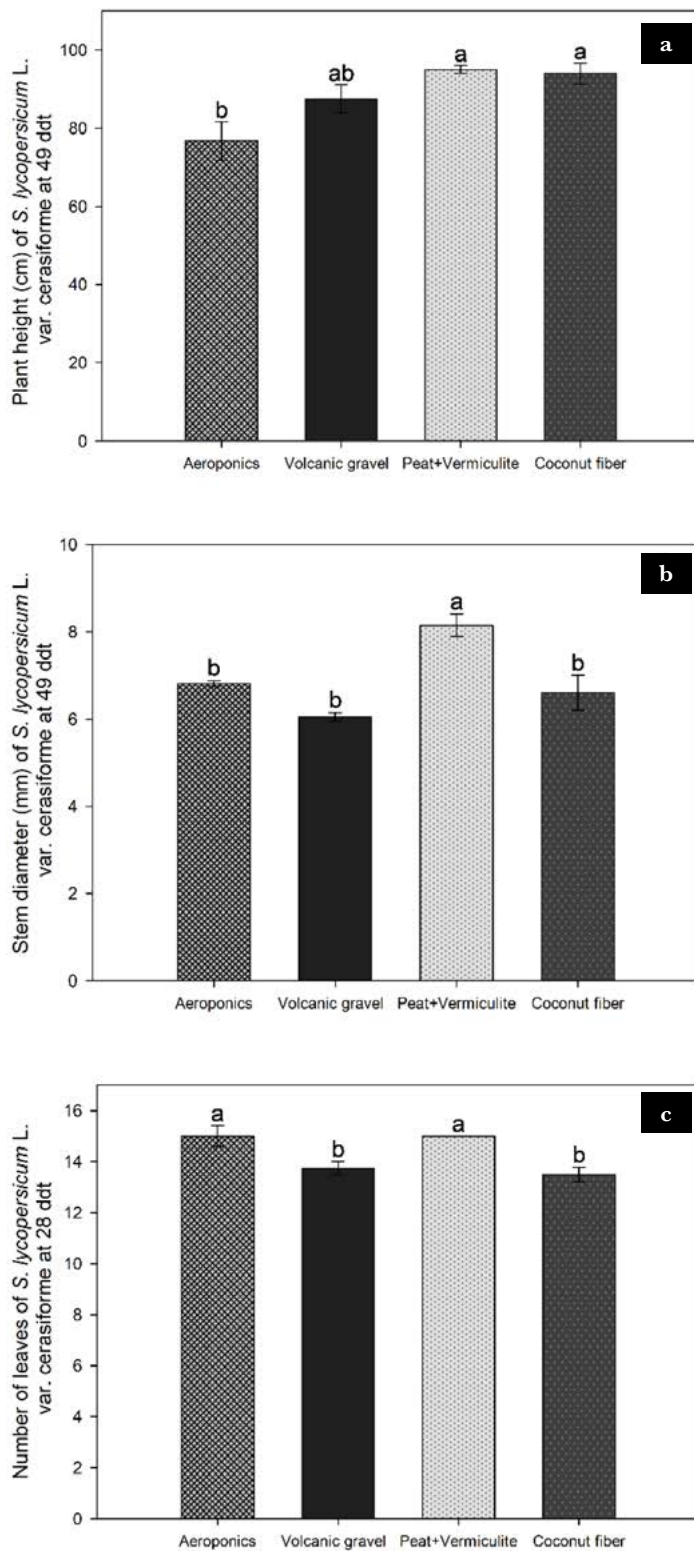 a
Plant height (cm) of S. lycopersicum L.
var. cerasiforme at 49 ddt
100
80
60
40
20
0
b
ab
a
a
Aeroponics
Volcanic gravel
Peat+Vermiculite
Coconut fiber
b
Stem diameter (mm) of S. lycopersicum L.
var. cerasiforme at 49 ddt
10
8
6
4
2
0
b
b
a
b
Aeroponics
Volcanic gravel
Peat+Vermiculite
Coconut fiber
c
Number of leaves of S. lycopersicum L.
var. cerasiforme at 28 ddt
16
14
12
10
8
6
4
2
0
a
b
a
b
Aeroponics
Volcanic gravel
Peat+Vermiculite
Coconut fiber